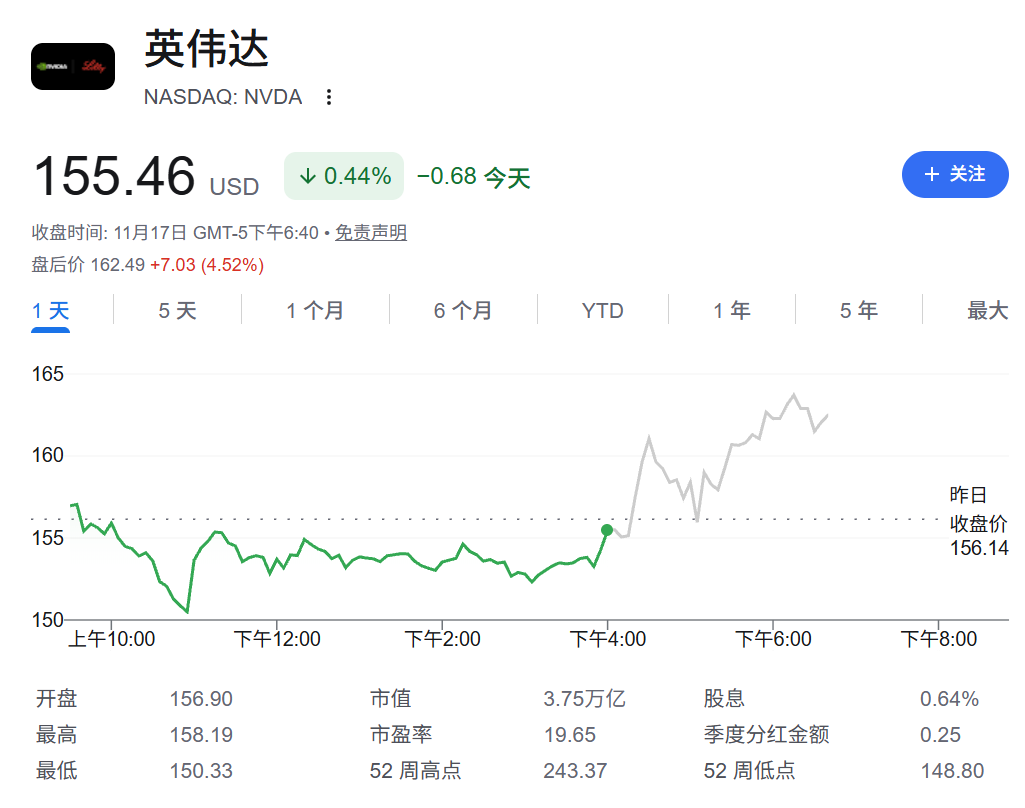 英伟达
NVIDIA Lilly
NASDAQ: NVDA
155.46 USD ↓ 0.44% −0.68 今天
+ 关注
收盘时间: 11月17日 GMT-5下午6:40 • 免责声明
盘后价 162.49 +7.03 (4.52%)
1 天 5 天 1 个月 6 个月 YTD 1 年 5 年 最大
165
160
155
150
昨日
收盘价
156.14
上午10:00 下午12:00 下午2:00 下午4:00 下午6:00 下午8:00
开盘 156.90 市值 3.75万亿 股息 0.64%
最高 158.19 市盈率 19.65 季度分红金额 0.25
最低 150.33 52 周高点 243.37 52 周低点 148.80